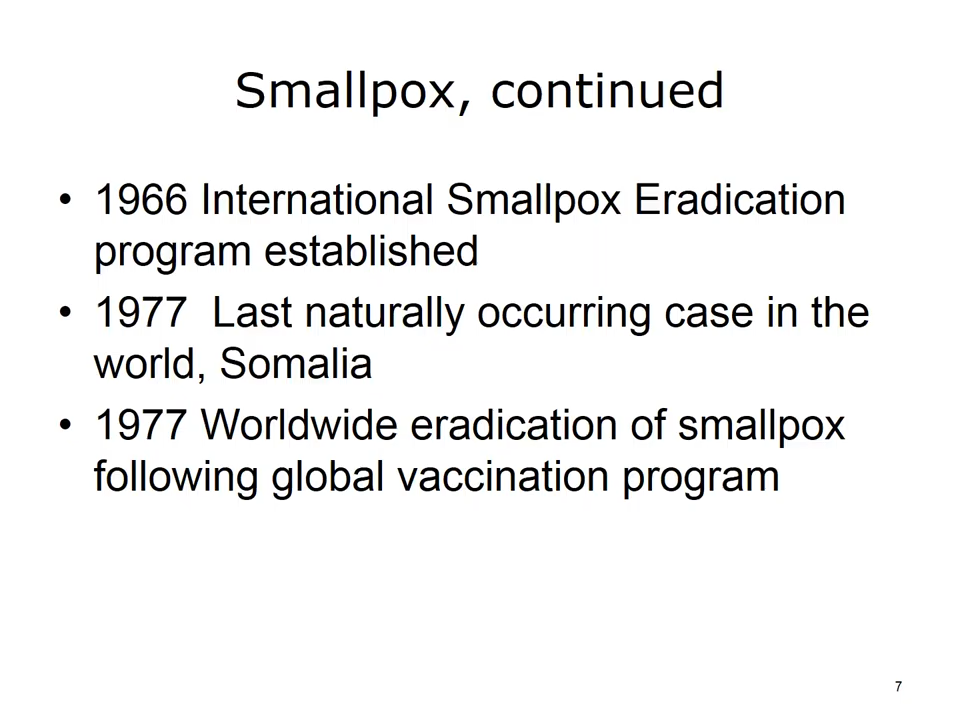 Smallpox, continued
• 1966 International Smallpox Eradication
program established
• 1977  Last naturally occurring case in the
world, Somalia
• 1977 Worldwide eradication of smallpox
following global vaccination program
7